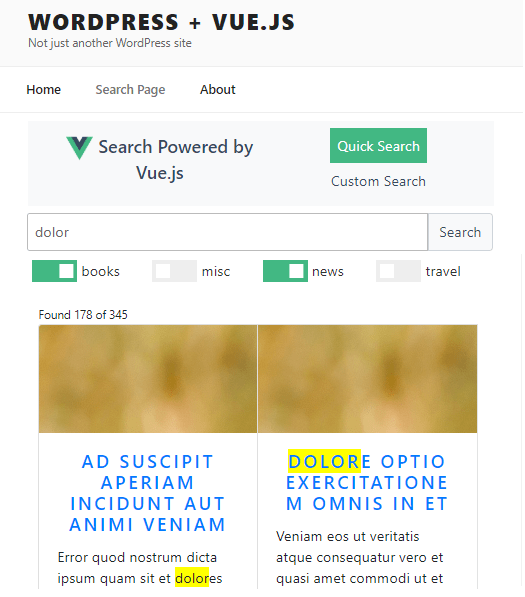 WORDPRESS + VUE.JS
Not just another WordPress site
Home Search Page About
Search Powered by
Vue.js
Quick Search
Custom Search
dolor Search
books misc news travel
Found 178 of 345
AD SUSCIPIT
APERIAM
INCIDUNT AUT
ANIMI VENIAM
Error quod nostrum dicta
ipsum quam sit et dolores
DOLORE OPTIO
EXERCITATIONE
M OMNIS IN ET
Veniam eos ut veritatis
atque consequatur vero et
quasi amet commodi ut et